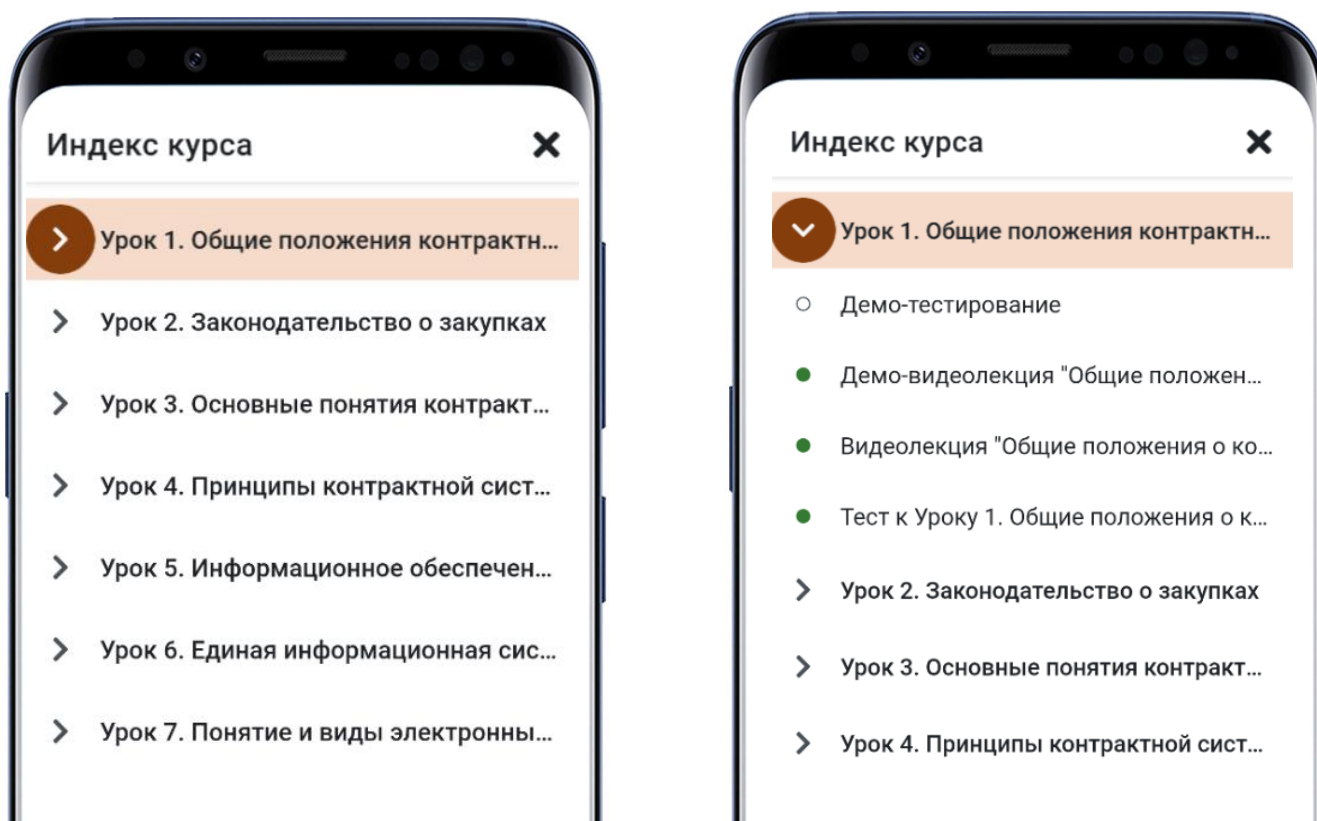 Индекс курса
Урок 1. Общие положения контрактн...
Урок 2. Законодательство о закупках
Урок 3. Основные понятия контракт...
Урок 4. Принципы контрактной сист...
Урок 5. Информационное обеспечен...
Урок 6. Единая информационная сис...
Урок 7. Понятие и виды электронны...
Индекс курса
Урок 1. Общие положения контрактн...
Демо-тестирование
Демо-видеолекция "Общие положен...
Видеолекция "Общие положения о ко...
Тест к Уроку 1. Общие положения о к...
Урок 2. Законодательство о закупках
Урок 3. Основные понятия контракт...
Урок 4. Принципы контрактной сист...